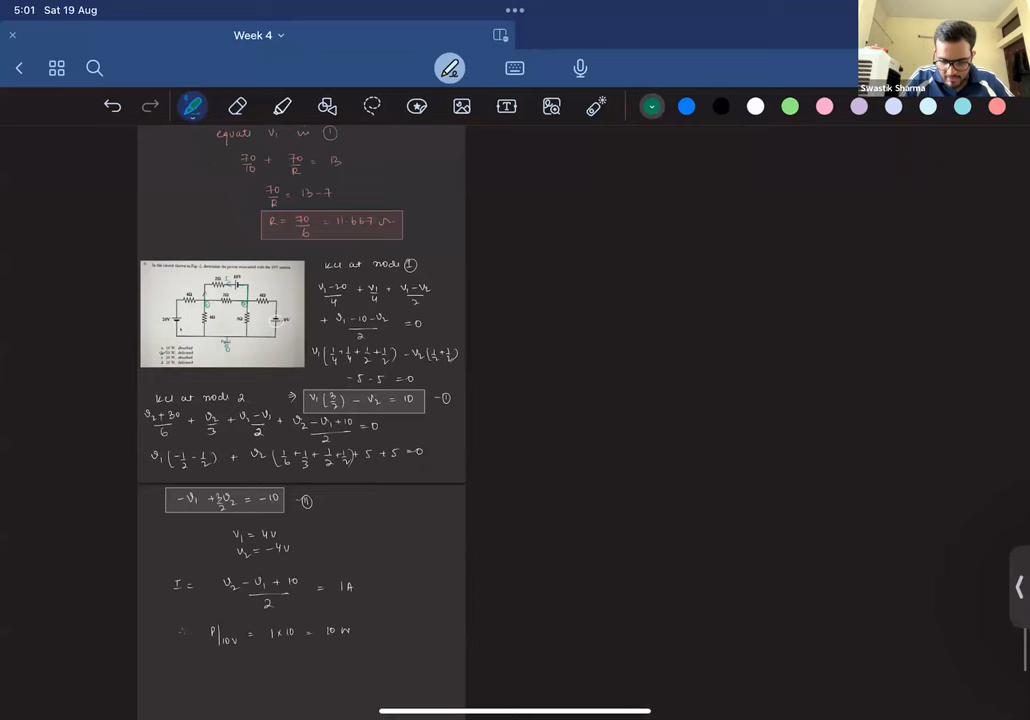 5:01 Sat 19 Aug
Week 4
Swastik Sharma
equate V₁ in ①
70/10 + 70/R = 13
70/R = 13-7
R = 70/6 = 11.667 Ω
KCL at node ①
V₁-20/4 + V₁/4 + V₁-V₂/2
+ V₁-10-V₂/2 = 0
V₁(1/4+1/4+1/2+1/2) - V₂(1/2+1/2)
-5-5 = 0
KCL at node 2
⇒ V₁(3/2) - V₂ = 10 -①
V₂+30/6 + V₂/3 + V₂-V₁/2 + V₂-V₁+10/2 = 0
V₁(-1/2-1/2) + V₂(1/6+1/3+1/2+1/2)+5+5=0
-V₁ + 3V₂/2 = -10 -②
V₁ = 4V
V₂ = -4V
I = V₂-V₁+10/2 = 1A
∴ P|10V = 1×10 = 10 W